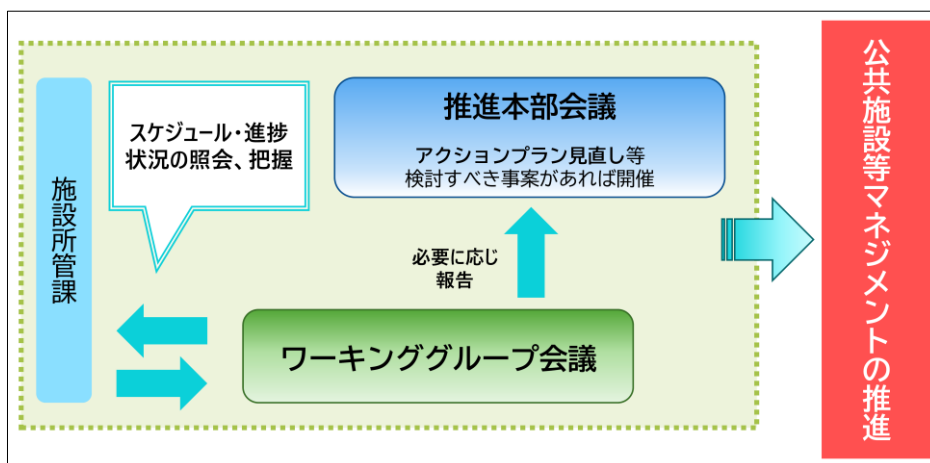 施設所管課
スケジュール・進捗
状況の照会、把握
推進本部会議
アクションプラン見直し等
検討すべき事案があれば開催
必要に応じ
報告
ワーキンググループ会議
公共施設等マネジメントの推進